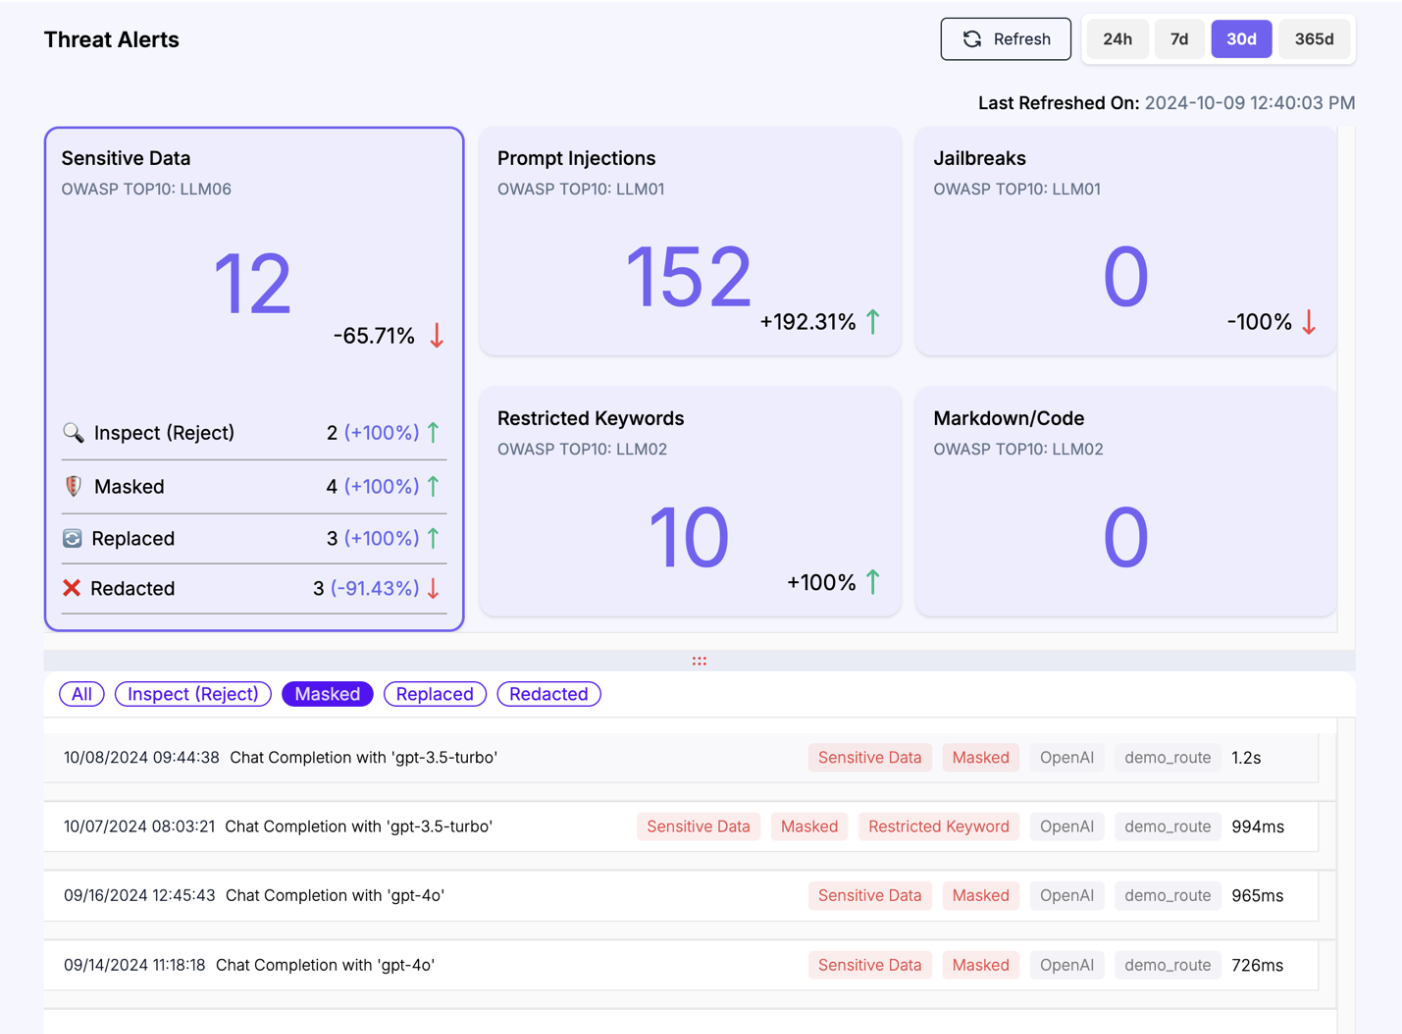 Threat Alerts
Refresh
24h 7d 30d 365d
Last Refreshed On: 2024-10-09 12:40:03 PM
Sensitive Data
OWASP TOP10: LLM06
12
-65.71% ↓
Inspect (Reject) 2 (+100%) ↑
Masked 4 (+100%) ↑
Replaced 3 (+100%) ↑
Redacted 3 (-91.43%) ↓
Prompt Injections
OWASP TOP10: LLM01
152
+192.31% ↑
Jailbreaks
OWASP TOP10: LLM01
0
-100% ↓
Restricted Keywords
OWASP TOP10: LLM02
10
+100% ↑
Markdown/Code
OWASP TOP10: LLM02
0
All Inspect (Reject) Masked Replaced Redacted
10/08/2024 09:44:38 Chat Completion with 'gpt-3.5-turbo' Sensitive Data Masked OpenAI demo_route 1.2s
10/07/2024 08:03:21 Chat Completion with 'gpt-3.5-turbo' Sensitive Data Masked Restricted Keyword OpenAI demo_route 994ms
09/16/2024 12:45:43 Chat Completion with 'gpt-4o' Sensitive Data Masked OpenAI demo_route 965ms
09/14/2024 11:18:18 Chat Completion with 'gpt-4o' Sensitive Data Masked OpenAI demo_route 726ms